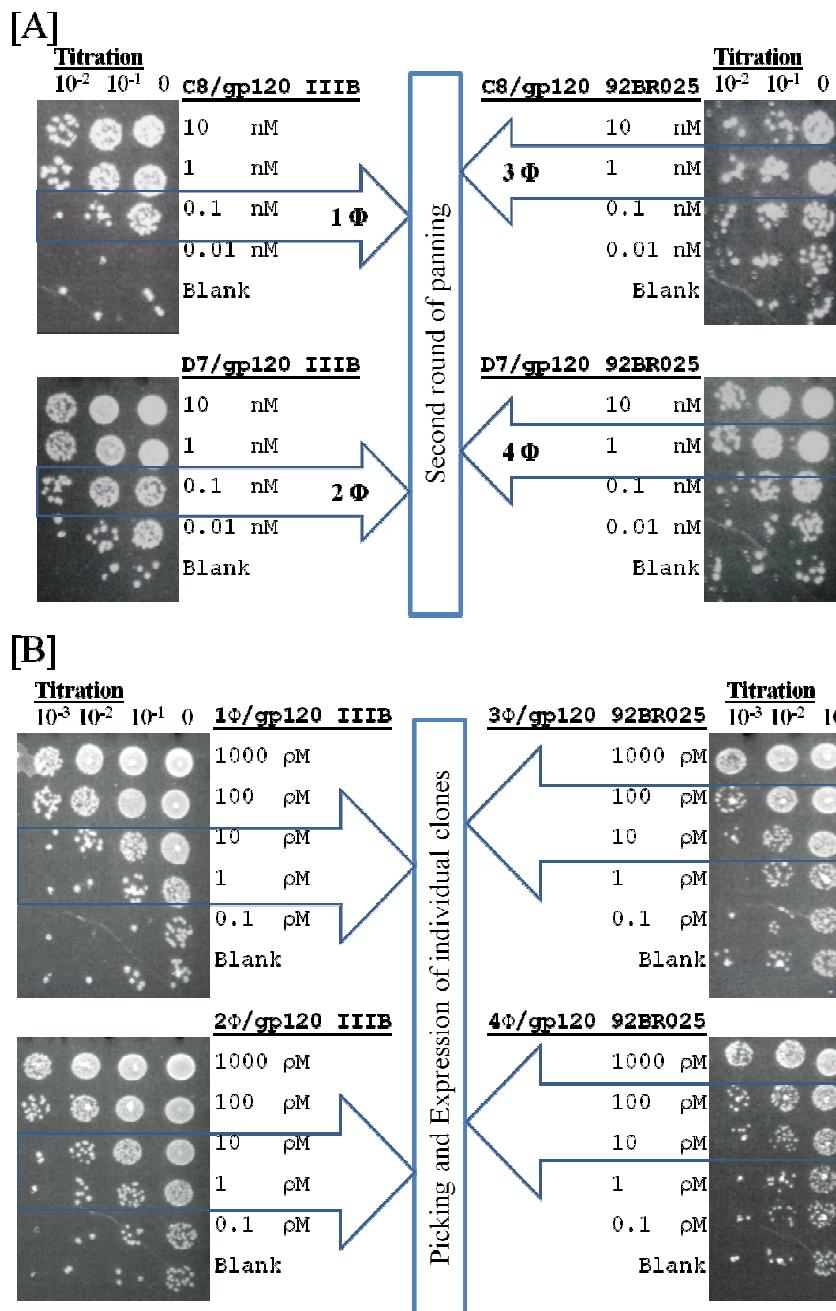 [A]
Titration
10-2 10-1 0
C8/gp120 IIIB
10 nM
1 nM
0.1 nM
0.01 nM
Blank
1 Φ
C8/gp120 92BR025
Titration
10-2 10-1 0
10 nM
1 nM
0.1 nM
0.01 nM
Blank
3 Φ
Second round of panning
D7/gp120 IIIB
10 nM
1 nM
0.1 nM
0.01 nM
Blank
2 Φ
D7/gp120 92BR025
10 nM
1 nM
0.1 nM
0.01 nM
Blank
4 Φ
[B]
Titration
10-3 10-2 10-1 0
1Φ/gp120 IIIB
1000 ρM
100 ρM
10 ρM
1 ρM
0.1 ρM
Blank
3Φ/gp120 92BR025
Titration
10-3 10-2 10
1000 ρM
100 ρM
10 ρM
1 ρM
0.1 ρM
Blank
Picking and Expression of individual clones
2Φ/gp120 IIIB
1000 ρM
100 ρM
10 ρM
1 ρM
0.1 ρM
Blank
4Φ/gp120 92BR025
1000 ρM
100 ρM
10 ρM
1 ρM
0.1 ρM
Blank